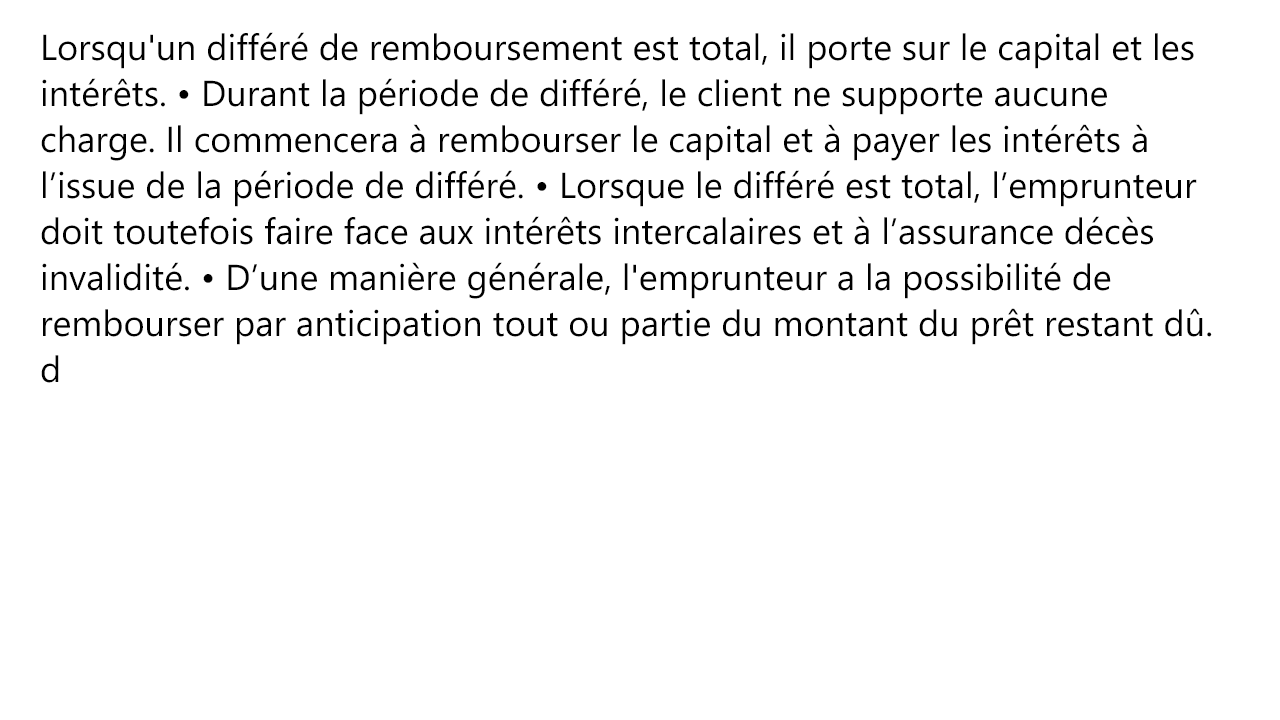 Lorsqu'un différé de remboursement est total, il porte sur le capital et les
intérêts. • Durant la période de différé, le client ne supporte aucune
charge. Il commencera à rembourser le capital et à payer les intérêts à
l’issue de la période de différé. • Lorsque le différé est total, l’emprunteur
doit toutefois faire face aux intérêts intercalaires et à l’assurance décès
invalidité. • D’une manière générale, l'emprunteur a la possibilité de
rembourser par anticipation tout ou partie du montant du prêt restant dû.
d